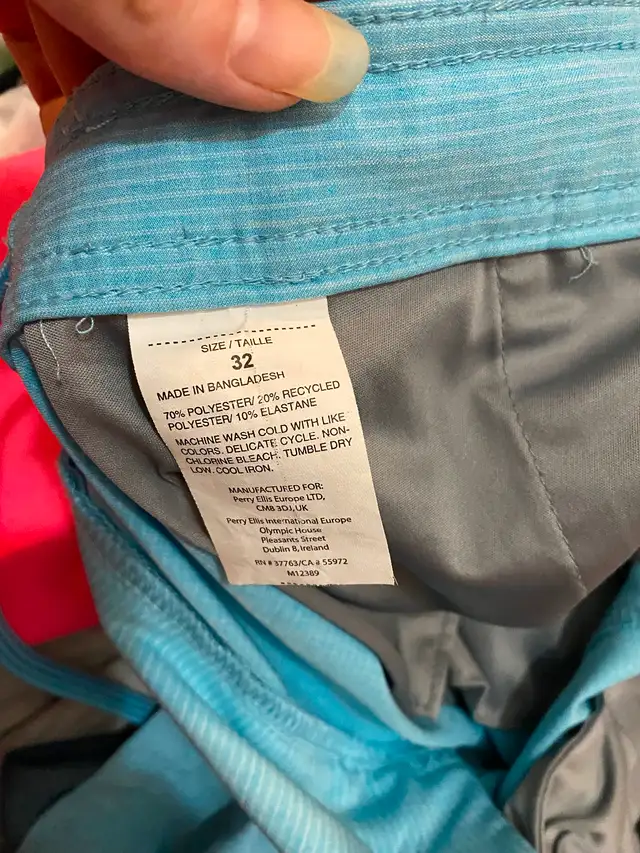 SIZE / TAILLE
32
MADE IN BANGLADESH
70% POLYESTER/ 20% RECYCLED
POLYESTER/ 10% ELASTANE
MACHINE WASH COLD WITH LIKE
COLORS. DELICATE CYCLE. NON-
CHLORINE BLEACH. TUMBLE DRY
LOW. COOL IRON.
MANUFACTURED FOR:
Perry Ellis Europe LTD,
CM8 3DJ, UK
Perry Ellis International Europe
Olympic House
Pleasants Street
Dublin 8, Ireland
RN # 37763/CA # 55972
M12389